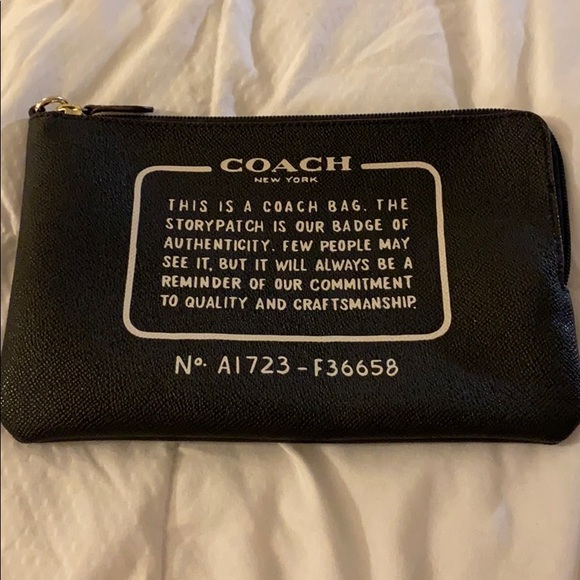 COACH
NEW YORK
THIS IS A COACH BAG. THE
STORYPATCH IS OUR BADGE OF
AUTHENTICITY. FEW PEOPLE MAY
SEE IT, BUT IT WILL ALWAYS BE A
REMINDER OF OUR COMMITMENT
TO QUALITY AND CRAFTSMANSHIP.
No. A1723-F36658